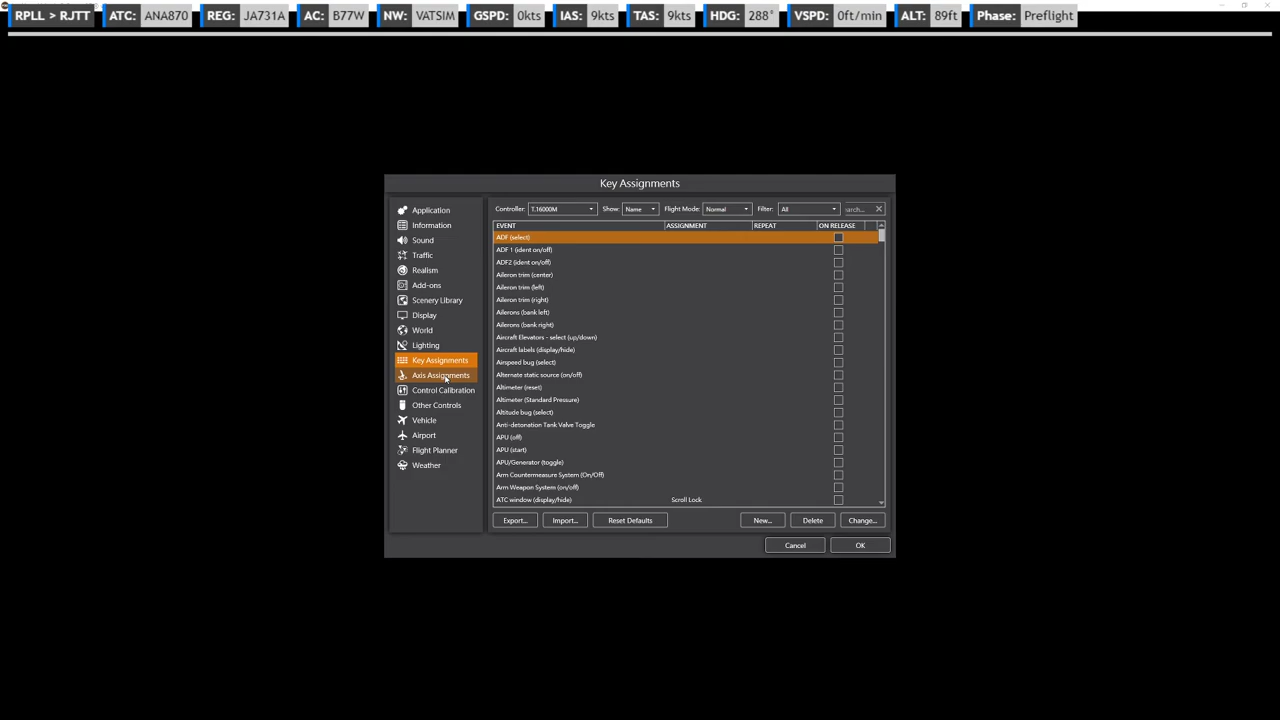 RPLL > RJTT ATC: ANA870 REG: JA731A AC: B77W NW: VATSIM GSPD: 0kts IAS: 9kts TAS: 9kts HDG: 288° VSPD: 0ft/min ALT: 89ft Phase: Preflight
Key Assignments
Application
Information
Sound
Traffic
Realism
Add-ons
Scenery Library
Display
World
Lighting
Key Assignments
Axis Assignments
Control Calibration
Other Controls
Vehicle
Airport
Flight Planner
Weather
Controller: T.16000M Show: Name Flight Mode: Normal Filter: All
EVENT ASSIGNMENT REPEAT ON RELEASE
ADF (select)
ADF 1 (ident on/off)
ADF2 (ident on/off)
Aileron trim (center)
Aileron trim (left)
Aileron trim (right)
Ailerons (bank left)
Ailerons (bank right)
Aircraft Elevators - select (up/down)
Aircraft labels (display/hide)
Airspeed bug (select)
Alternate static source (on/off)
Altimeter (reset)
Altimeter (Standard Pressure)
Altitude bug (select)
Anti-detonation Tank Valve Toggle
APU (off)
APU (start)
APU/Generator (toggle)
Arm Countermeasure System (On/Off)
Arm Weapon System (on/off)
ATC window (display/hide) Scroll Lock
Export... Import... Reset Defaults New... Delete Change...
Cancel OK